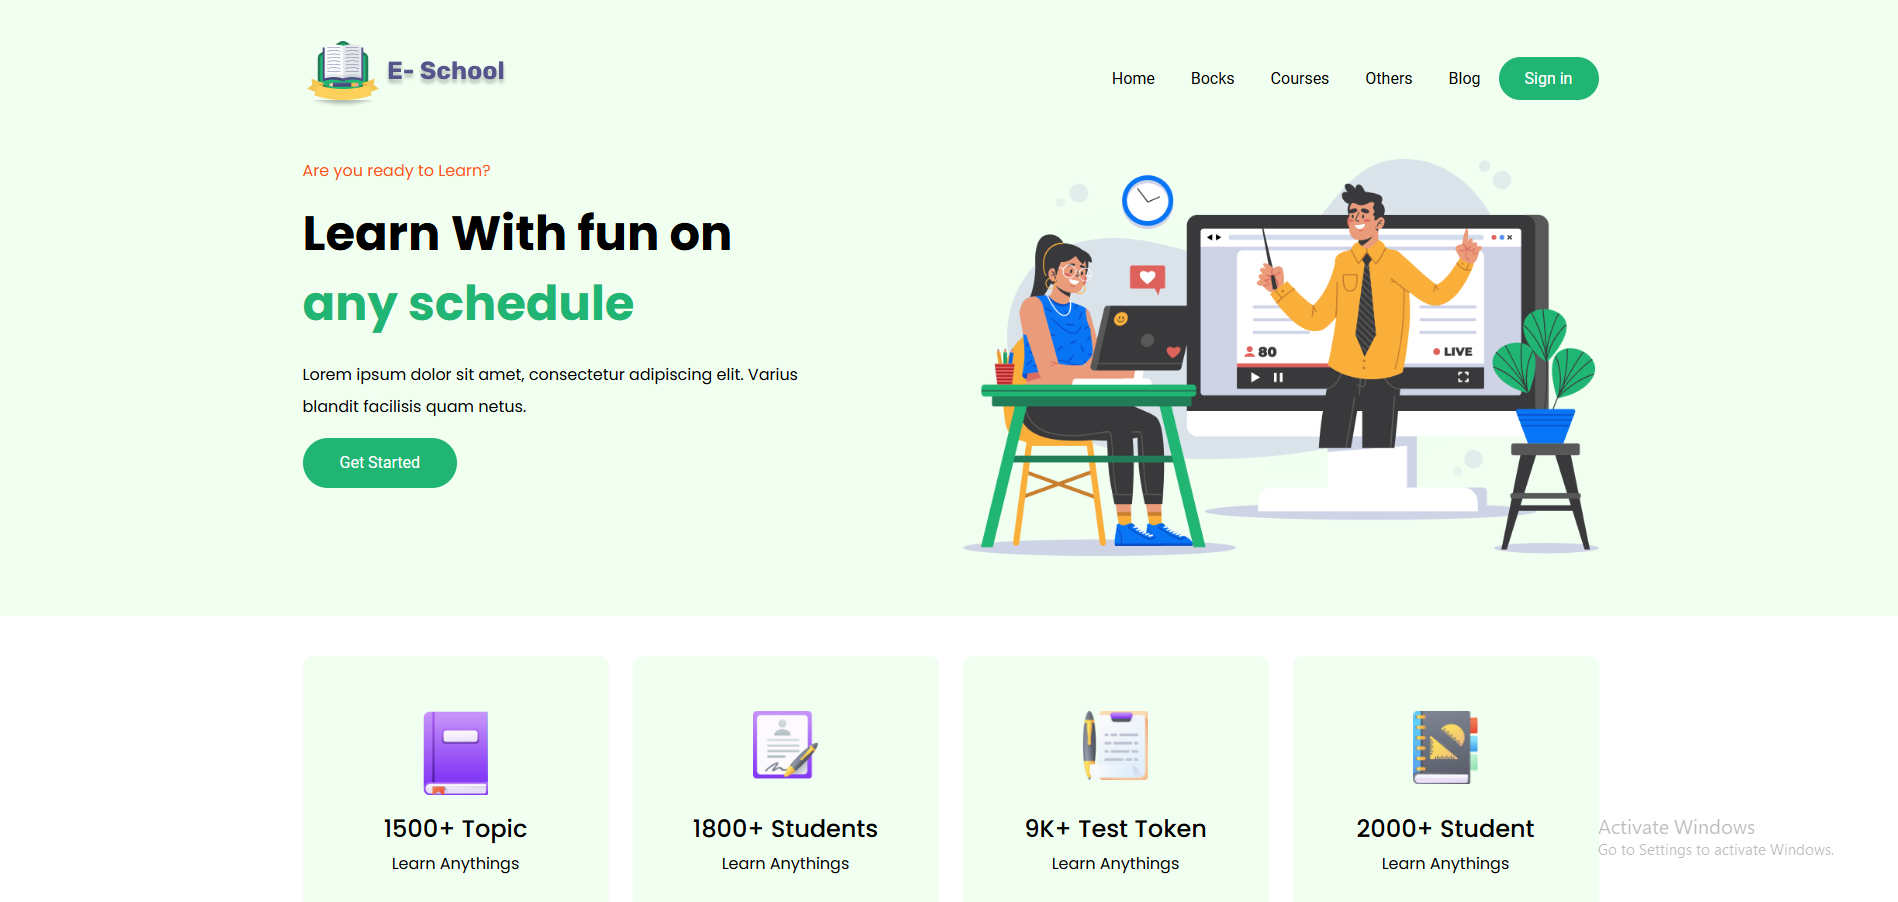 E- School
Home Bocks Courses Others Blog Sign in
Are you ready to Learn?
Learn With fun on
any schedule
Lorem ipsum dolor sit amet, consectetur adipiscing elit. Varius
blandit facilisis quam netus.
Get Started
80
LIVE
1500+ Topic
Learn Anythings
1800+ Students
Learn Anythings
9K+ Test Token
Learn Anythings
2000+ Student
Learn Anythings
Activate Windows
Go to Settings to activate Windows.